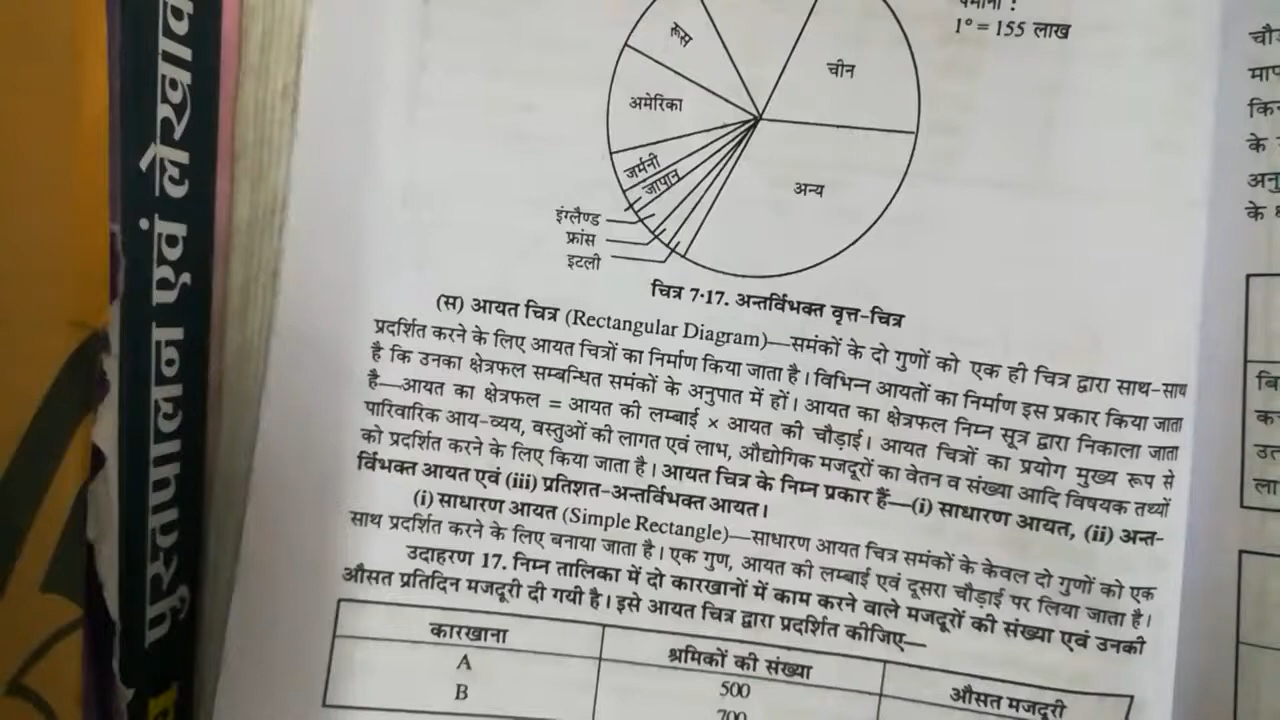 पुस्तपालन एवं लेखाव
पैमाना :
1° = 155 लाख
रूस
चीन
अमेरिका
जर्मनी
जापान
अन्य
इंग्लैण्ड
फ्रांस
इटली
चित्र 7·17. अन्तर्विभक्त वृत्त-चित्र
(स) आयत चित्र (Rectangular Diagram)—समंकों के दो गुणों को एक ही चित्र द्वारा साथ-साथ
प्रदर्शित करने के लिए आयत चित्रों का निर्माण किया जाता है। विभिन्न आयतों का निर्माण इस प्रकार किया जाता
है कि उनका क्षेत्रफल सम्बन्धित समंकों के अनुपात में हों। आयत का क्षेत्रफल निम्न सूत्र द्वारा निकाला जाता
है—आयत का क्षेत्रफल = आयत की लम्बाई × आयत की चौड़ाई। आयत चित्रों का प्रयोग मुख्य रूप से
पारिवारिक आय-व्यय, वस्तुओं की लागत एवं लाभ, औद्योगिक मजदूरों का वेतन व संख्या आदि विषयक तथ्यों
को प्रदर्शित करने के लिए किया जाता है। आयत चित्र के निम्न प्रकार हैं—(i) साधारण आयत, (ii) अन्त-
र्विभक्त आयत एवं (iii) प्रतिशत-अन्तर्विभक्त आयत।
(i) साधारण आयत (Simple Rectangle)—साधारण आयत चित्र समंकों के केवल दो गुणों को एक
साथ प्रदर्शित करने के लिए बनाया जाता है। एक गुण, आयत की लम्बाई एवं दूसरा चौड़ाई पर लिया जाता है।
उदाहरण 17. निम्न तालिका में दो कारखानों में काम करने वाले मजदूरों की संख्या एवं उनकी
औसत प्रतिदिन मजदूरी दी गयी है। इसे आयत चित्र द्वारा प्रदर्शित कीजिए—
कारखाना श्रमिकों की संख्या औसत मजदूरी
A 500
B 700
चौ
माप
के
अनु
के
बि
क
उत
ला